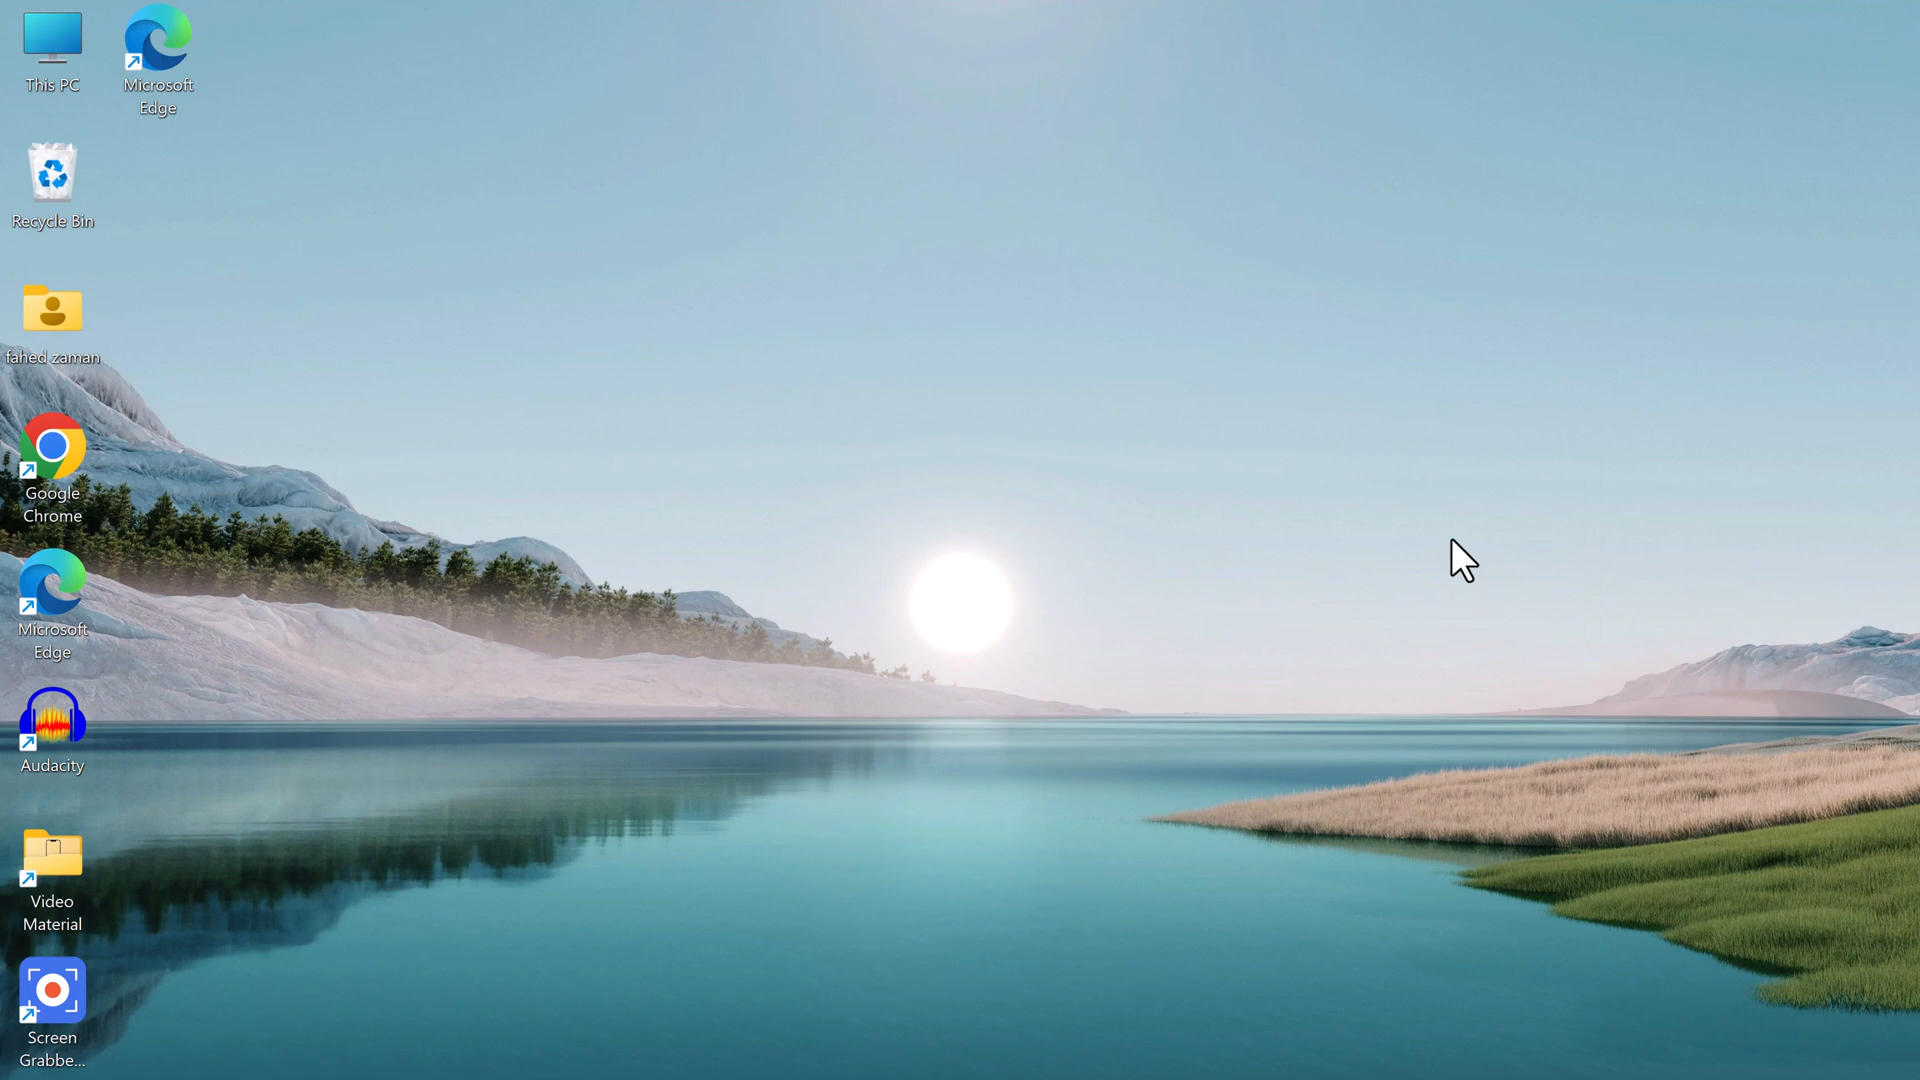 This PC
Microsoft
Edge
Recycle Bin
fahed zaman
Google
Chrome
Microsoft
Edge
Audacity
Video
Material
Screen
Grabbe...